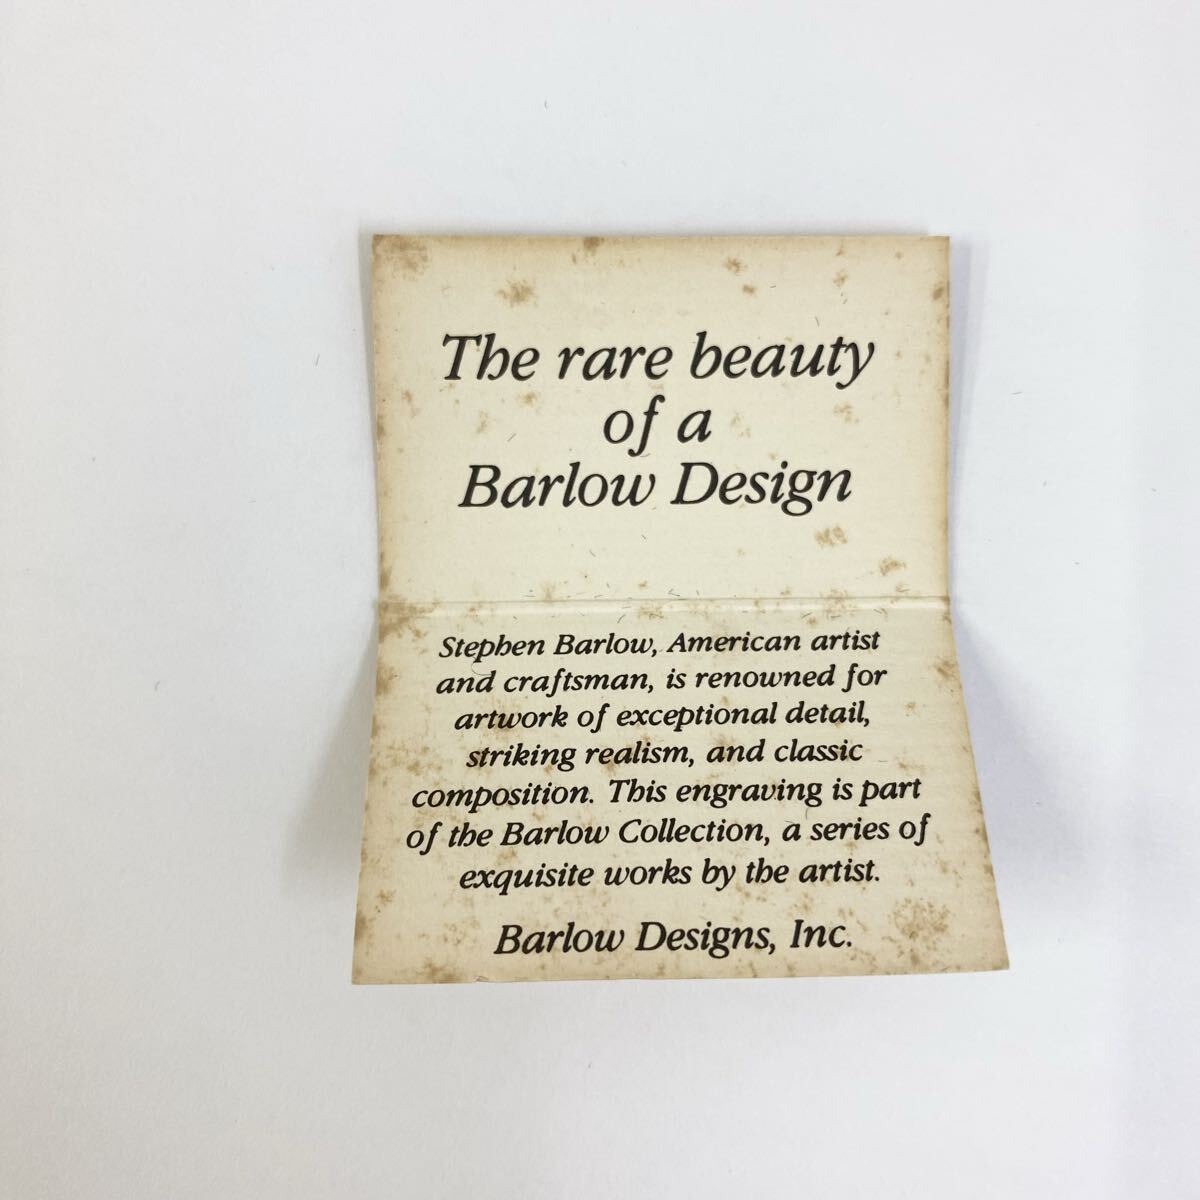 The rare beauty
of a
Barlow Design
Stephen Barlow, American artist
and craftsman, is renowned for
artwork of exceptional detail,
striking realism, and classic
composition. This engraving is part
of the Barlow Collection, a series of
exquisite works by the artist.
Barlow Designs, Inc.